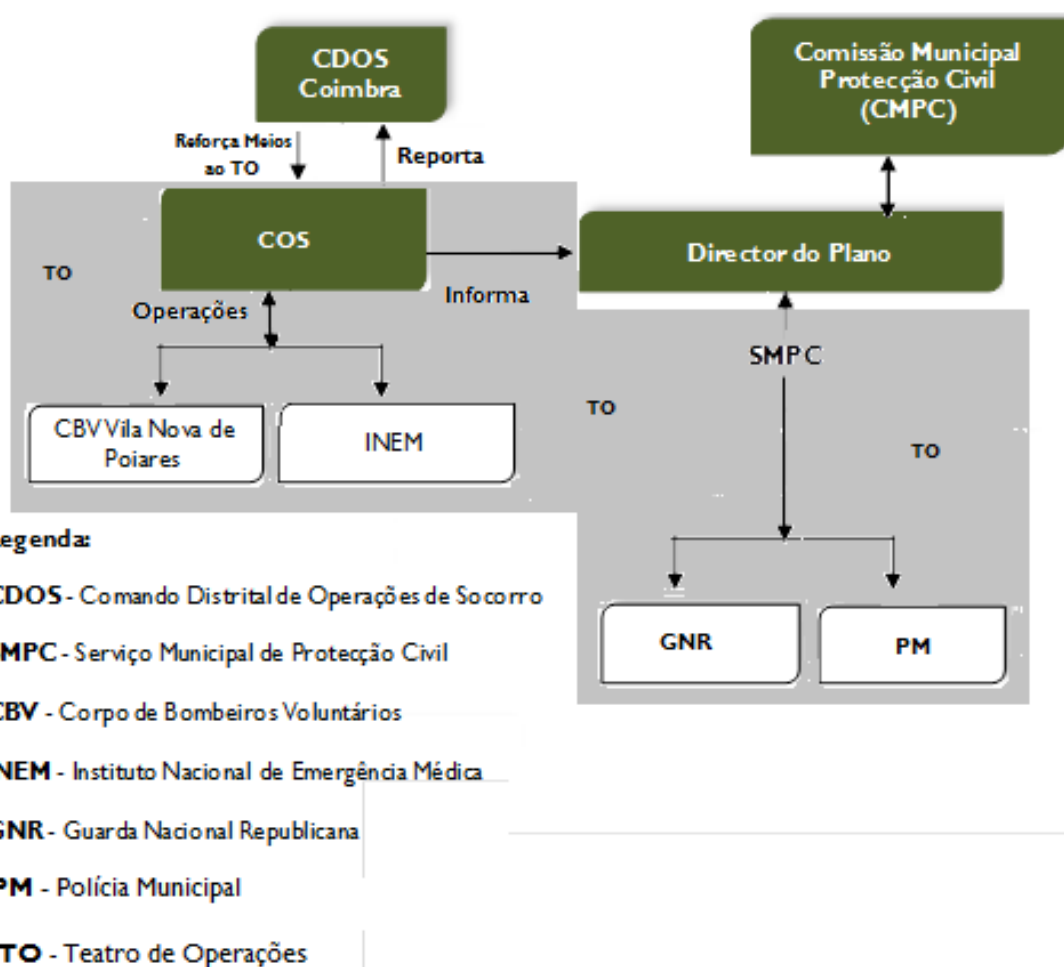 CDOS
Coimbra
Comissão Municipal
Protecção Civil
(CMPC)
Reforça Meios
ao TO
Reporta
COS
Director do Plano
TO
Informa
Operações
SMPC
CBV Vila Nova de
Poiares
INEM
TO
TO
GNR
PM
egenda:
CDOS - Comando Distrital de Operações de Socorro
MPC - Serviço Municipal de Protecção Civil
CBV - Corpo de Bombeiros Voluntários
NEM - Instituto Nacional de Emergência Médica
GNR - Guarda Nacional Republicana
PM - Polícia Municipal
TO - Teatro de Operações